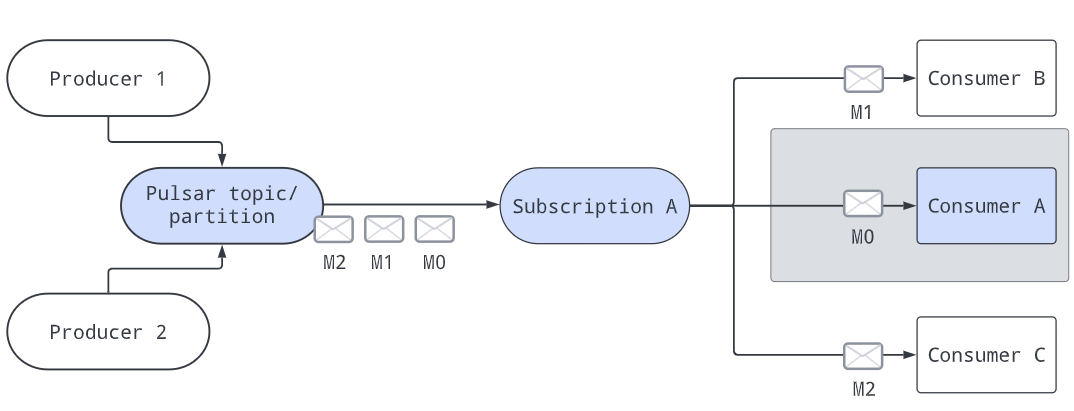 Producer 1
Consumer B
M1
Pulsar topic/
partition
Subscription A
Consumer A
M2 M1 M0
M0
Producer 2
Consumer C
M2